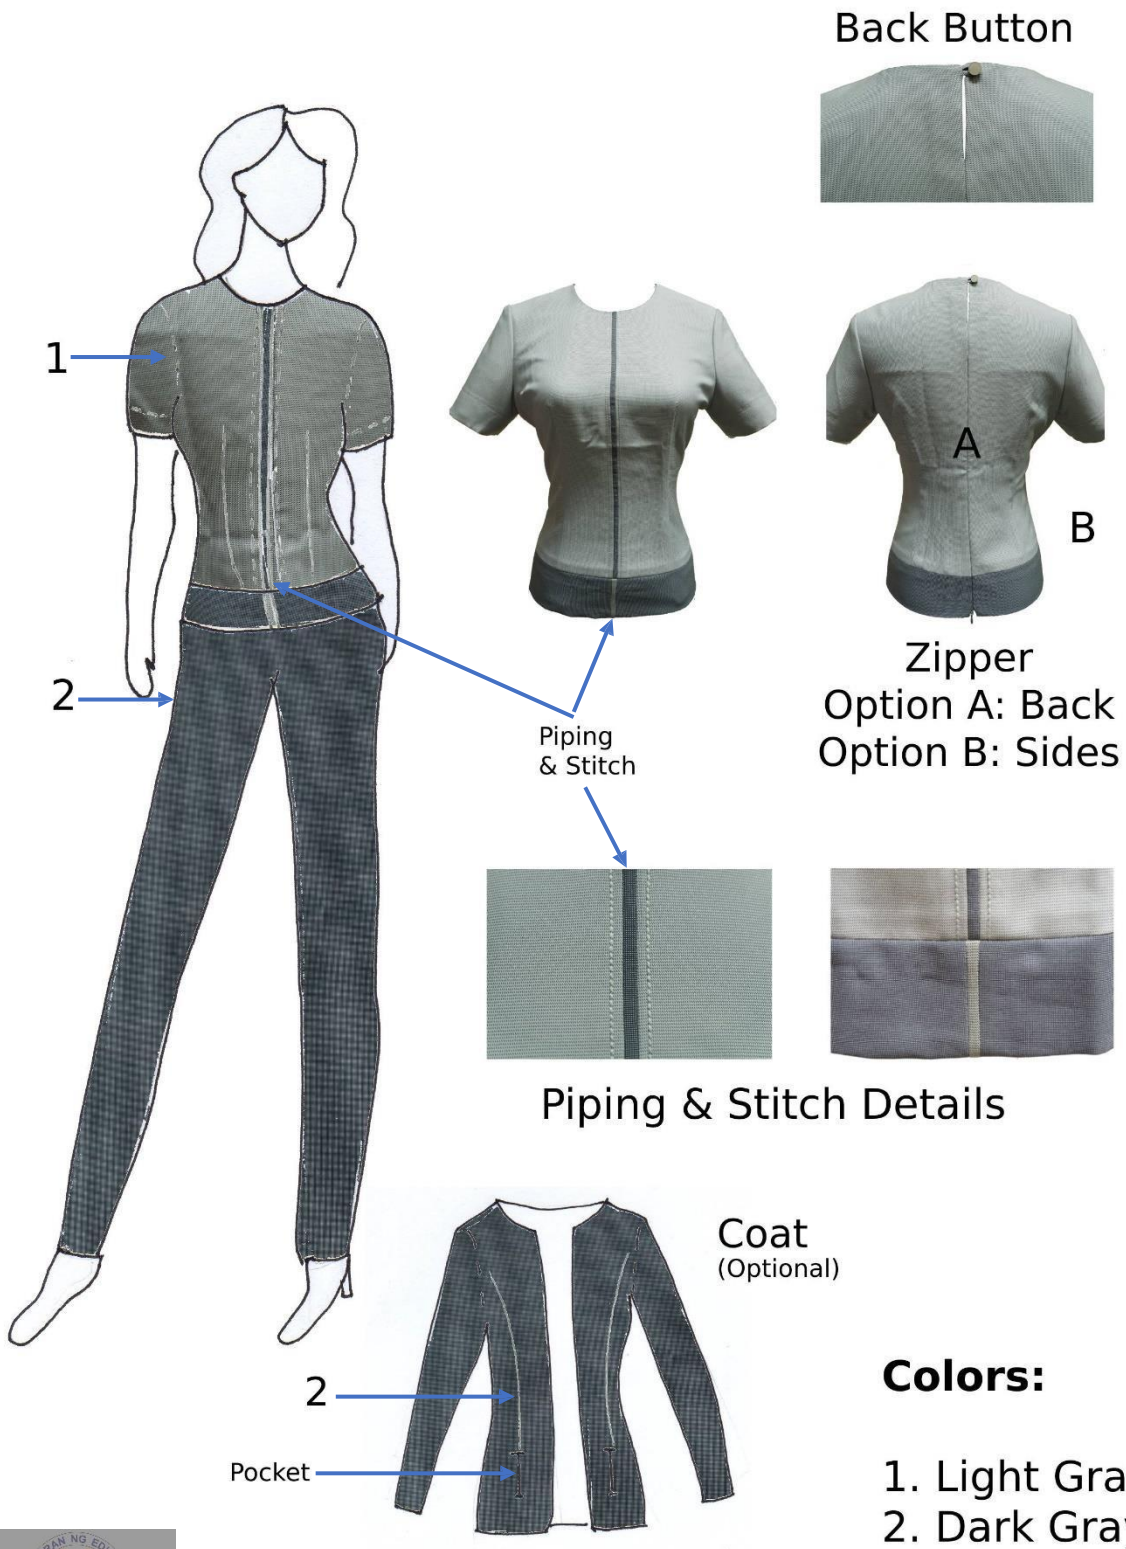 Back Button
1
A
B
2
Zipper
Option A: Back
Option B: Sides
Piping
& Stitch
Piping & Stitch Details
Coat
(Optional)
2
Pocket
Colors:
1. Light Gra
2. Dark Gray